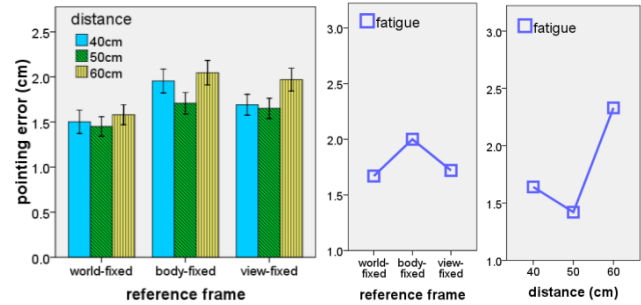 distance
40cm
50cm
60cm
pointing error (cm)
2.5
2.0
1.5
1.0
0.5
0.0
world-fixed
body-fixed
view-fixed
reference frame
fatigue
3.0
2.5
2.0
1.5
1.0
world-
fixed
body-
fixed
view-
fixed
reference frame
fatigue
3.0
2.5
2.0
1.5
1.0
40
50
60
distance (cm)